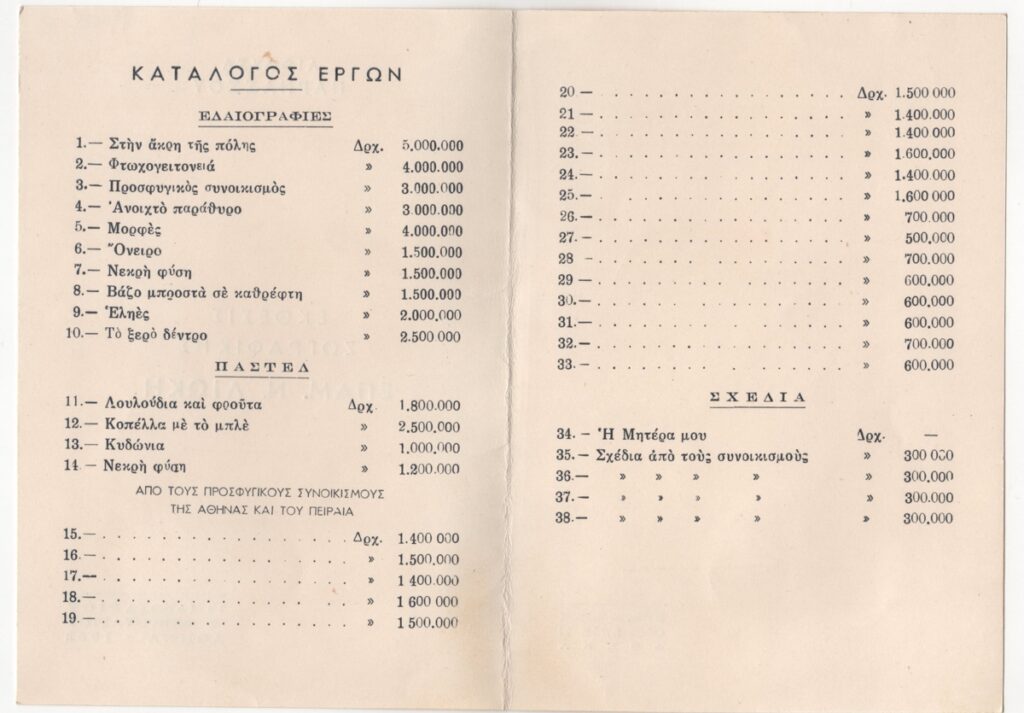 ΚΑΤΑΛΟΓΟΣ ΕΡΓΩΝ
ΕΛΑΙΟΓΡΑΦΙΕΣ
1.— Στὴν ἄκρη τῆς πόλης Δρχ. 5.000.000
2.— Φτωχογειτονειά » 4.000.000
3.— Προσφυγικὸς συνοικισμὸς » 3.000.000
4.— Ἀνοιχτὸ παράθυρο » 3 000.000
5.— Μορφὲς » 4.000.000
6.— Ὄνειρο » 1.500.000
7.— Νεκρὴ φύση » 1.500.000
8.— Βάζο μπροστὰ σὲ καθρέφτη » 1.500.000
9.— Ἐληὲς » 2.000.000
10.— Τὸ ξερὸ δέντρο » 2.500 000
ΠΑΣΤΕΛ
11.— Λουλούδια καὶ φροῦτα Δρχ. 1.800.000
12.— Κοπέλλα μὲ τὸ μπλὲ » 2.500,000
13.— Κυδώνια » 1.000,000
14 — Νεκρὴ φύση » 1.200.000
ΑΠΟ ΤΟΥΣ ΠΡΟΣΦΥΓΙΚΟΥΣ ΣΥΝΟΙΚΙΣΜΟΥΣ
ΤΗΣ ΑΘΗΝΑΣ ΚΑΙ ΤΟΥ ΠΕΙΡΑΙΑ
15.— . . . . . . . . . . . . . . . . . Δρχ. 1.400 000
16.— . . . . . . . . . . . . . . . . . » 1.500.000
17.— . . . . . . . . . . . . . . . . . » 1 400.000
18.— . . . . . . . . . . . . . . . . . » 1 600 000
19.— . . . . . . . . . . . . . . . . . » 1 500.000
20 — . . . . . . . . . . . . . . . . . Δρχ. 1.500 000
21 — . . . . . . . . . . . . . . . . . » 1.400.000
22 — . . . . . . . . . . . . . . . . . » 1.400 000
23.— . . . . . . . . . . . . . . . . . » 1.600,000
24.— . . . . . . . . . . . . . . . . . » 1.400 000
25.— . . . . . . . . . . . . . . . . . » 1,600 000
26.— . . . . . . . . . . . . . . . . . » 700.000
27.— . . . . . . . . . . . . . . . . . » 500,000
28 – . . . . . . . . . . . . . . . . . » 700.000
29 — . . . . . . . . . . . . . . . . . » 600.000
30.— . . . . . . . . . . . . . . . . . » 600.000
31.— . . . . . . . . . . . . . . . . . » 600.000
32.— . . . . . . . . . . . . . . . . . » 700.000
33.— . . . . . . . . . . . . . . . . . » 600.000
ΣΧΕΔΙΑ
34. – Ἡ Μητέρα μου Δρχ. —
35. – Σχέδια ἀπὸ τοὺς συνοικισμοὺς » 300 000
36.— » » » » » 300.000
37.— » » » » » 300.000
38.— » » » » » 300.000